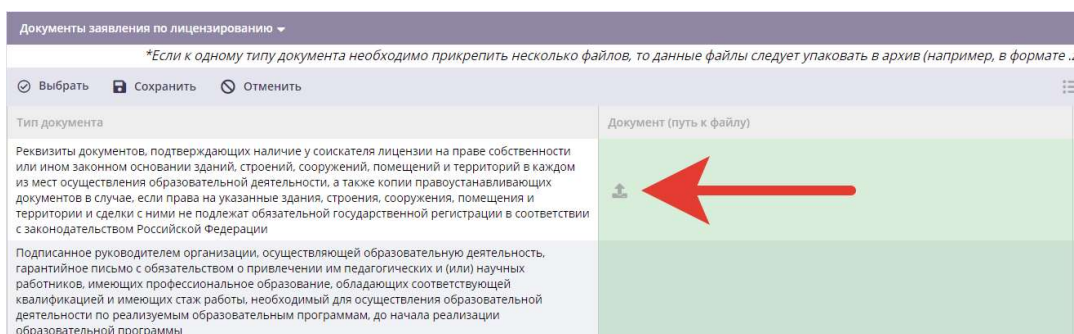 Документы заявления по лицензированию
*Если к одному типу документа необходимо прикрепить несколько файлов, то данные файлы следует упаковать в архив (например, в формате .
Выбрать Сохранить Отменить
Тип документа Документ (путь к файлу)
Реквизиты документов, подтверждающих наличие у соискателя лицензии на праве собственности
или ином законном основании зданий, строений, сооружений, помещений и территорий в каждом
из мест осуществления образовательной деятельности, а также копии правоустанавливающих
документов в случае, если права на указанные здания, строения, сооружения, помещения и
территории и сделки с ними не подлежат обязательной государственной регистрации в соответствии
с законодательством Российской Федерации
Подписанное руководителем организации, осуществляющей образовательную деятельность,
гарантийное письмо с обязательством о привлечении им педагогических и (или) научных
работников, имеющих профессиональное образование, обладающих соответствующей
квалификацией и имеющих стаж работы, необходимый для осуществления образовательной
деятельности по реализуемым образовательным программам, до начала реализации
образовательной программы